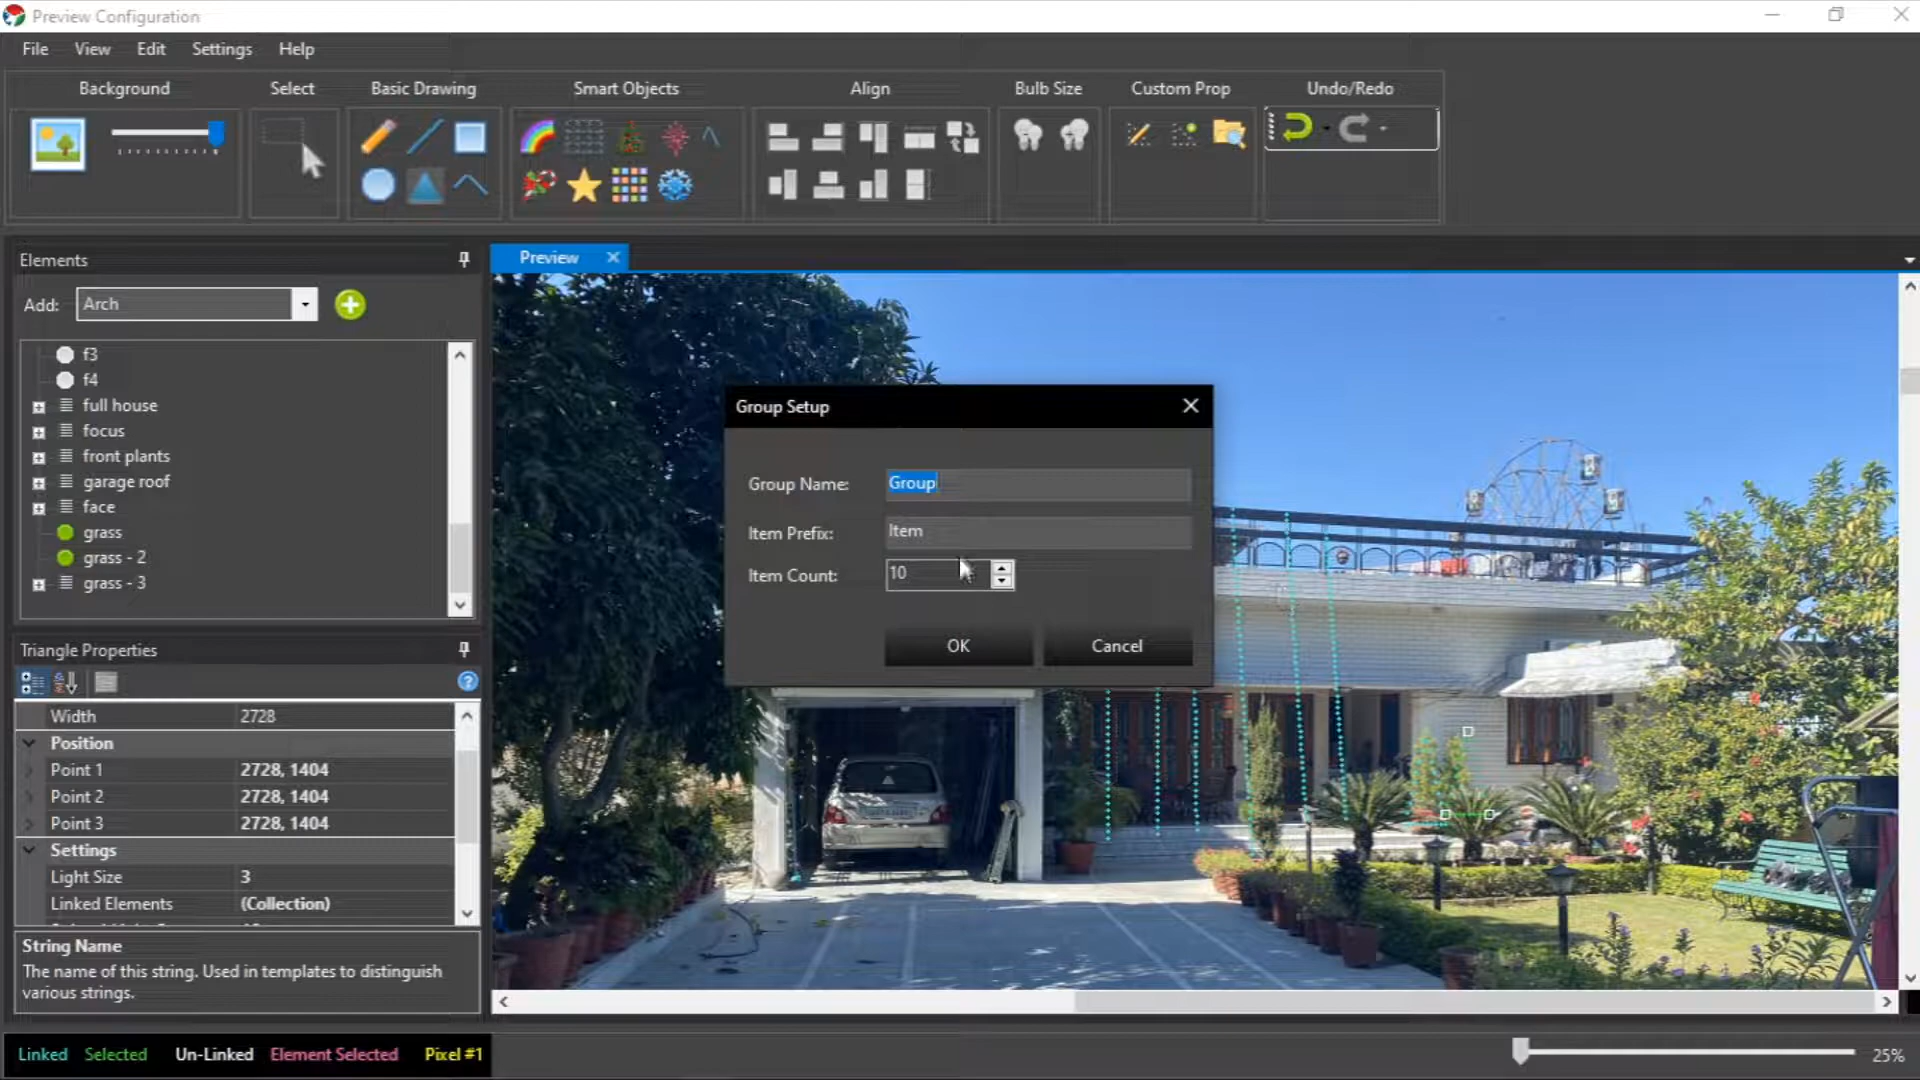 Preview Configuration
File View Edit Settings Help
Background Select Basic Drawing Smart Objects Align Bulb Size Custom Prop Undo/Redo
Elements
Preview
Add: Arch
f3
f4
full house
focus
front plants
garage roof
face
grass
grass - 2
grass - 3
Group Setup
Group Name: Group
Item Prefix: Item
Item Count: 10
OK Cancel
Triangle Properties
Width 2728
Position
Point 1 2728, 1404
Point 2 2728, 1404
Point 3 2728, 1404
Settings
Light Size 3
Linked Elements (Collection)
String Name
The name of this string. Used in templates to distinguish
various strings.
Linked Selected Un-Linked Element Selected Pixel #1
25%